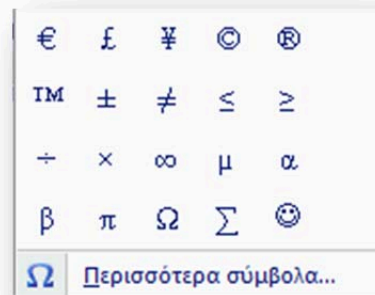 € £ ¥ © ®
™ ± ≠ ≤ ≥
÷ × ∞ µ α
β π Ω ∑ ☺
Ω Περισσότερα σύμβολα...